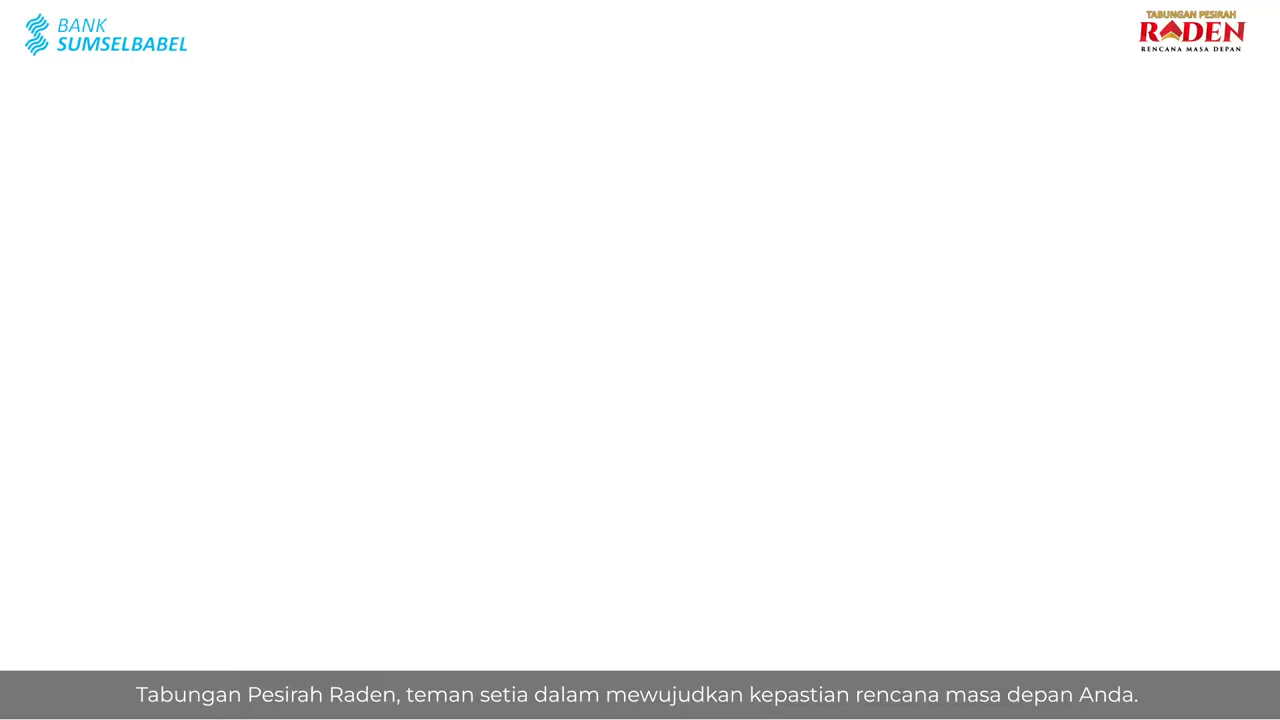 BANK
SUMSELBABEL
TABUNGAN PESIRAH
RADEN
RENCANA MASA DEPAN
Tabungan Pesirah Raden, teman setia dalam mewujudkan kepastian rencana masa depan Anda.